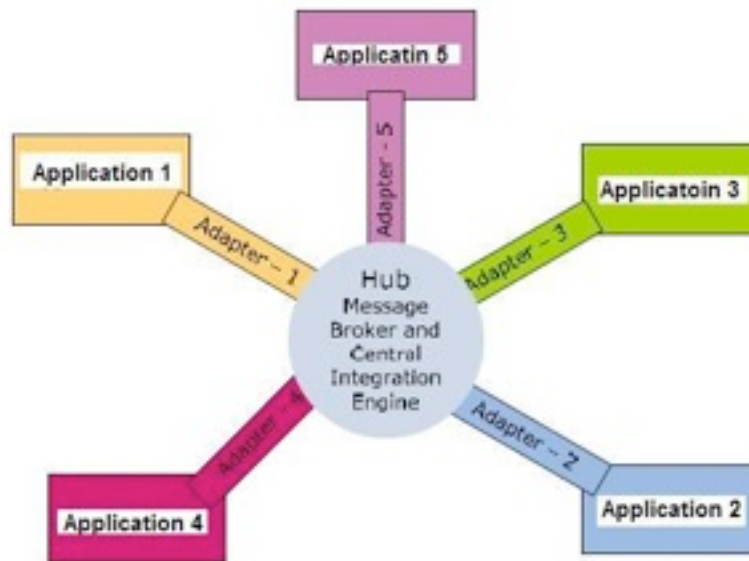 Applicatin 5
Adapter - 5
Application 1
Adapter - 1
Applicatoin 3
Adapter - 3
Hub
Message
Broker and
Central
Integration
Engine
Adapter - 4
Application 4
Adapter - 2
Application 2